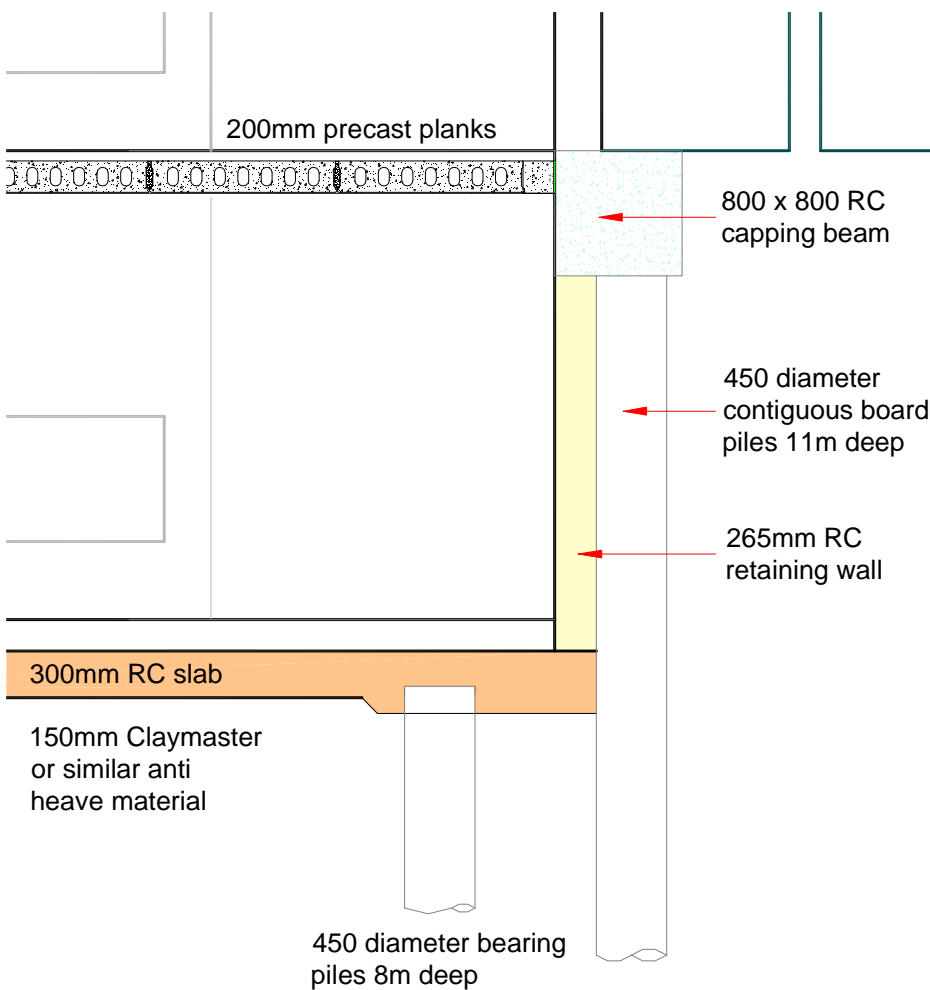 200mm precast planks
800 x 800 RC
capping beam
450 diameter
contiguous board
piles 11m deep
265mm RC
retaining wall
300mm RC slab
150mm Claymaster
or similar anti
heave material
450 diameter bearing
piles 8m deep